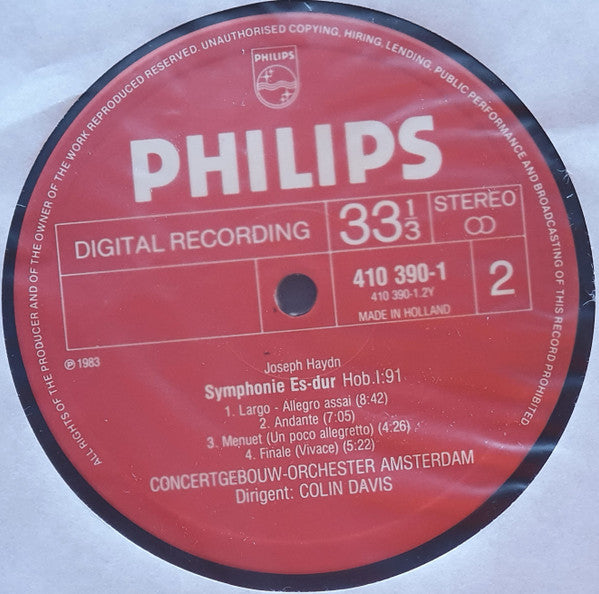 ALL RIGHTS OF THE PRODUCER AND OF THE OWNER OF THE WORK REPRODUCED RESERVED. UNAUTHORISED COPYING, HIRING, LENDING, PUBLIC PERFORMANCE AND BROADCASTING OF THIS RECORD PROHIBITED
PHILIPS
PHILIPS
DIGITAL RECORDING
33 1/3
STEREO
410 390-1
410 390-1.2Y
MADE IN HOLLAND
2
℗ 1983
Joseph Haydn
Symphonie Es-dur Hob.I:91
1. Largo - Allegro assai (8:42)
2. Andante (7:05)
3. Menuet (Un poco allegretto) (4:26)
4. Finale (Vivace) (5:22)
CONCERTGEBOUW-ORCHESTER AMSTERDAM
Dirigent: COLIN DAVIS